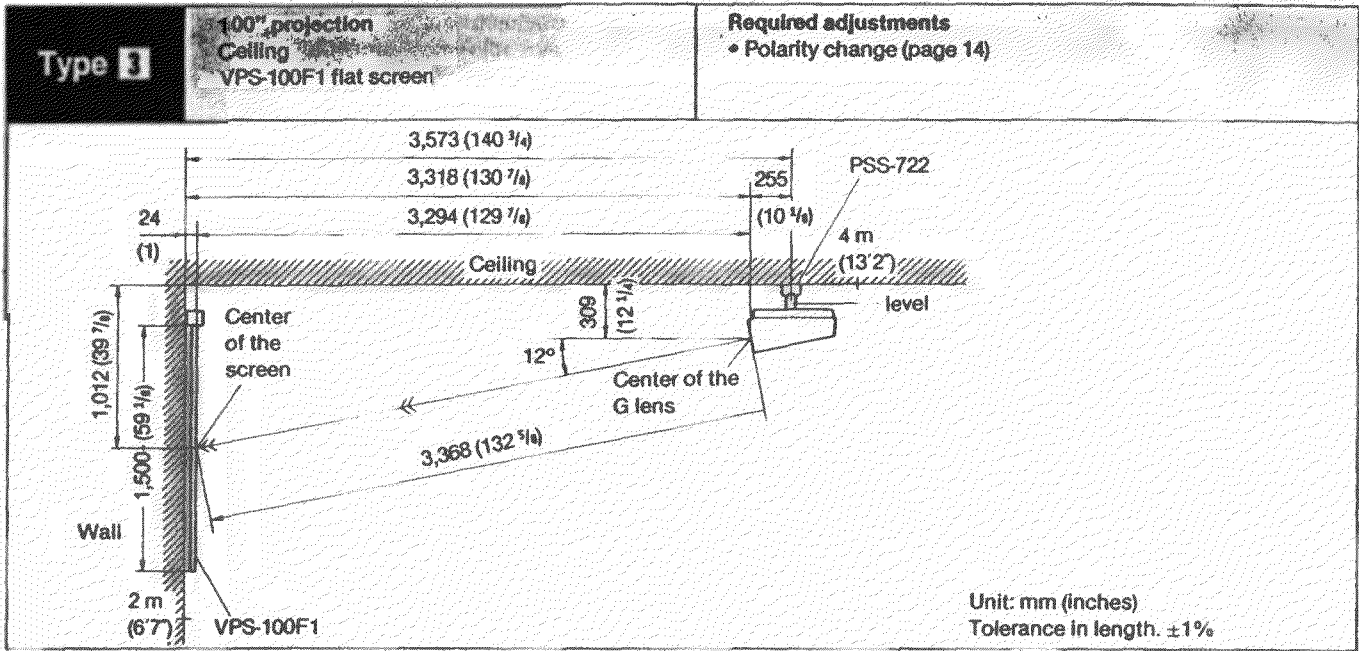 Type 3
100" projection
Ceiling
VPS-100F1 flat screen
Required adjustments
• Polarity change (page 14)
3,573 (140 3/4)
3,318 (130 7/8)
255
(10 1/8)
PSS-722
24
(1)
3,294 (129 7/8)
4 m
(13'2")
Ceiling
level
309
(12 1/4)
1,012 (39 7/8)
1,500 (59 1/8)
Center
of the
screen
12°
Center of the
G lens
3,368 (132 5/8)
Wall
2 m
(6'7")
VPS-100F1
Unit: mm (inches)
Tolerance in length. ±1%